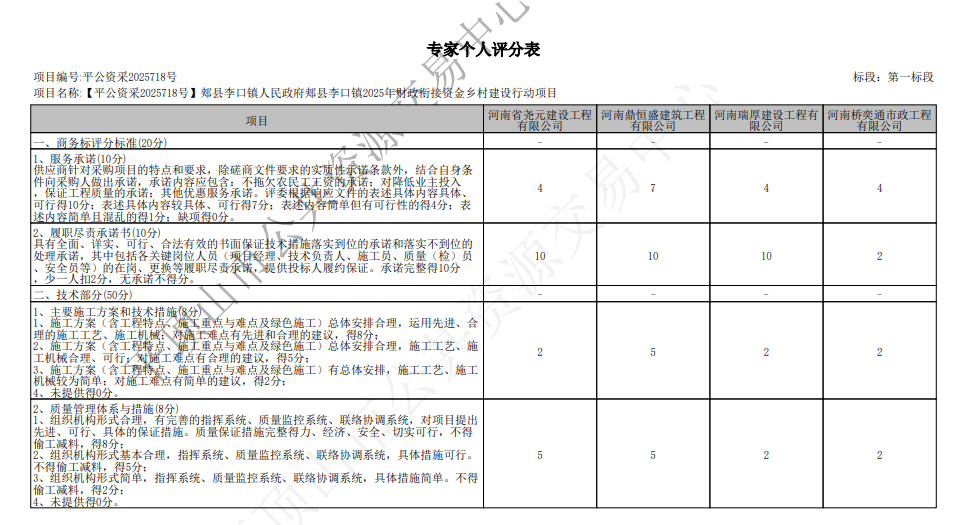 专家个人评分表
项目编号:平公资采2025718号
标段：第一标段
项目名称:【平公资采2025718号】郏县李口镇人民政府郏县李口镇2025年财政衔接资金乡村建设行动项目
项目
河南省尧元建设工程
有限公司
河南鼎恒盛建筑工程
有限公司
河南瑞厚建设工程有
限公司
河南桥奕通市政工程
有限公司
一、商务标评分标准(20分)
- - - -
1、服务承诺(10分)
供应商针对采购项目的特点和要求，除磋商文件要求的实质性承诺条款外，结合自身条
件向采购人做出承诺，承诺内容应包含：不拖欠农民工工资的承诺；对降低业主投入
，保证工程质量的承诺，其他优惠服务承诺。评委根据响应文件的表述具体内容具体、
可行得10分；表述具体内容较具体、可行得7分；表述内容简单但有可行性的得4分；表
述内容简单且混乱的得1分；缺项得0分。
4 7 4 4
2、履职尽责承诺书(10分)
具有全面、详实、可行、合法有效的书面保证技术措施落实到位的承诺和落实不到位的
处理承诺，其中包括各关键岗位人员（项目经理、技术负责人、施工员、质量（检）员
、安全员等）的在岗、更换等履职尽责承诺，提供投标人履约保证。承诺完整得10分
，少一人扣2分，无承诺不得分。
10 10 10 2
二、技术部分(50分)
- - - -
1、主要施工方案和技术措施(8分)
1、施工方案（含工程特点、施工重点与难点及绿色施工）总体安排合理，运用先进、合
理的施工工艺、施工机械；对施工难点有先进和合理的建议，得8分；
2、施工方案（含工程特点、施工重点与难点及绿色施工）总体安排合理，施工工艺、施
工机械合理、可行；对施工难点有合理的建议，得5分；
3、施工方案（含工程特点、施工重点与难点及绿色施工）有总体安排，施工工艺、施工
机械较为简单；对施工难点有简单的建议，得2分；
4、未提供得0分。
2 5 2 2
2、质量管理体系与措施(8分)
1、组织机构形式合理，有完善的指挥系统、质量监控系统、联络协调系统，对项目提出
先进、可行、具体的保证措施。质量保证措施完整得力、经济、安全、切实可行，不得
偷工减料，得8分；
2、组织机构形式基本合理，指挥系统、质量监控系统、联络协调系统，具体措施可行。
不得偷工减料，得5分；
3、组织机构形式简单，指挥系统、质量监控系统、联络协调系统，具体措施简单。不得
偷工减料，得2分；
4、未提供得0分。
5 5 2 2
平顶山市公共资源交易中心
平顶山市公共资源交易中心